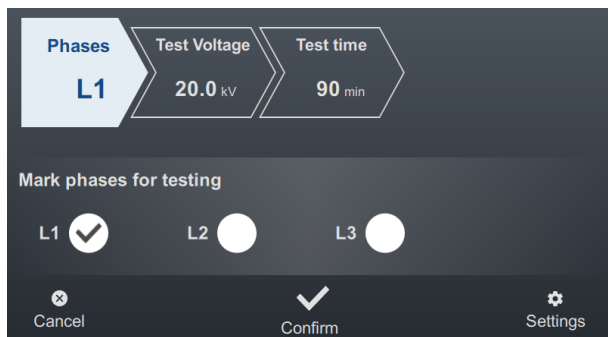 Phases
L1
Test Voltage
20.0 kV
Test time
90 min
Mark phases for testing
L1
L2
L3
Cancel
Confirm
Settings